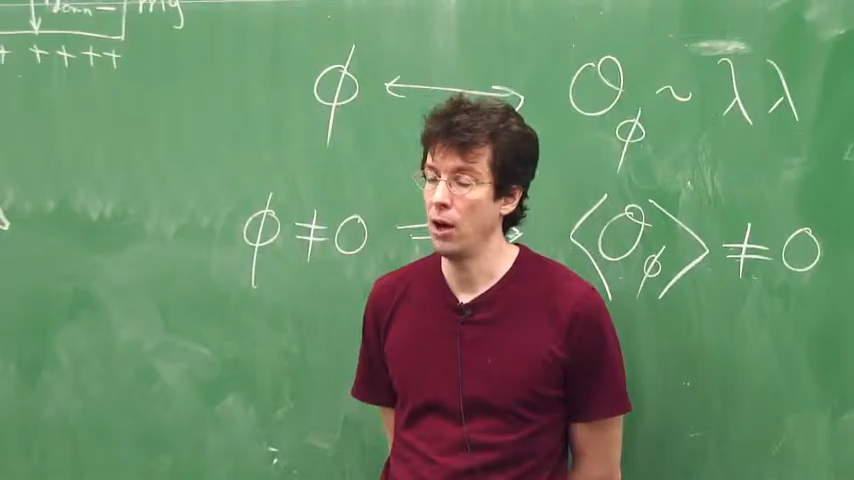 + + + + +
ϕ ⟷ O_ϕ ~ λλ
ϕ ≠ 0 ⟨O_ϕ⟩ ≠ 0